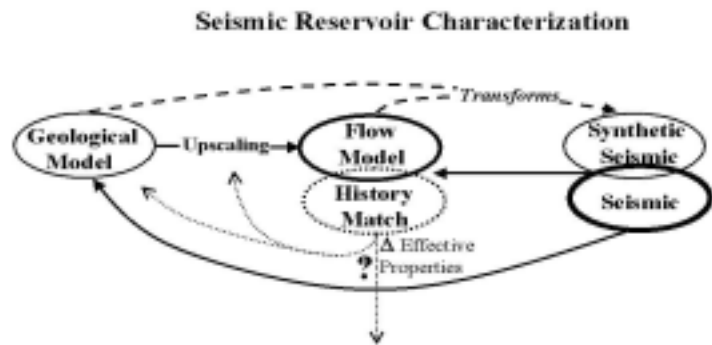 Seismic Reservoir Characterization
Transforms
Geological
Model
Upscaling
Flow
Model
Synthetic
Seismic
History
Match
Seismic
Δ Effective
? Properties